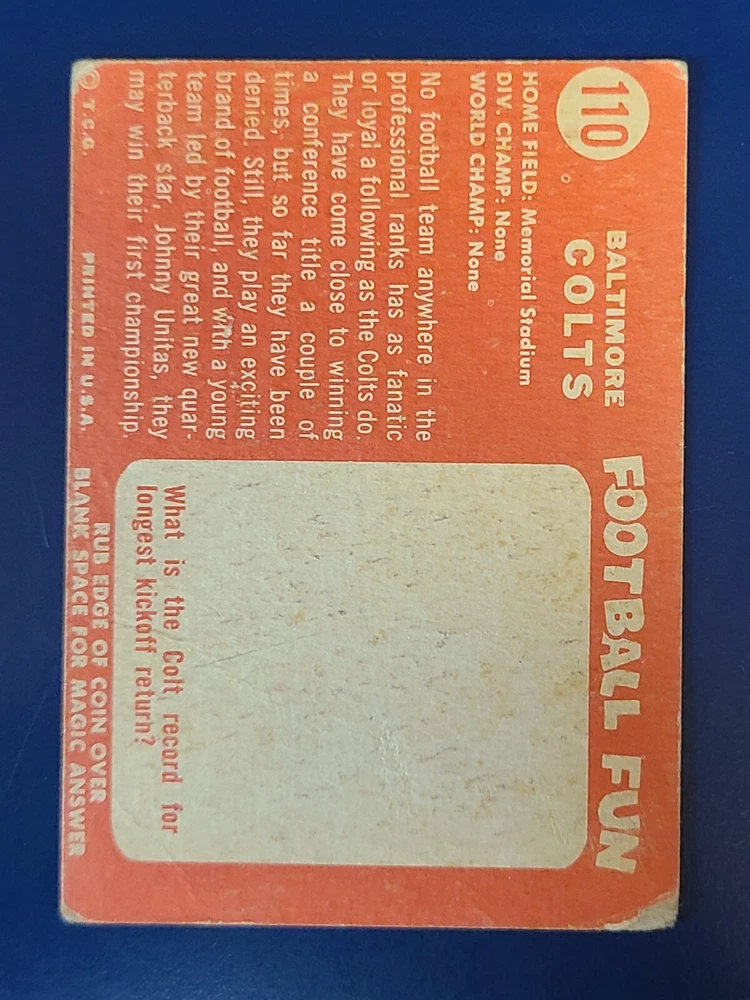 110
BALTIMORE
COLTS
HOME FIELD: Memorial Stadium
DIV. CHAMP: None
WORLD CHAMP: None
No football team anywhere in the
professional ranks has as fanatic
or loyal a following as the Colts do.
They have come close to winning
a conference title a couple of
times, but so far they have been
denied. Still, they play an exciting
brand of football, and with a young
team led by their great new quar-
terback star, Johnny Unitas, they
may win their first championship.
© T.C.G.
PRINTED IN U.S.A.
FOOTBALL FUN
What is the Colt record for
longest kickoff return?
RUB EDGE OF COIN OVER
BLANK SPACE FOR MAGIC ANSWER